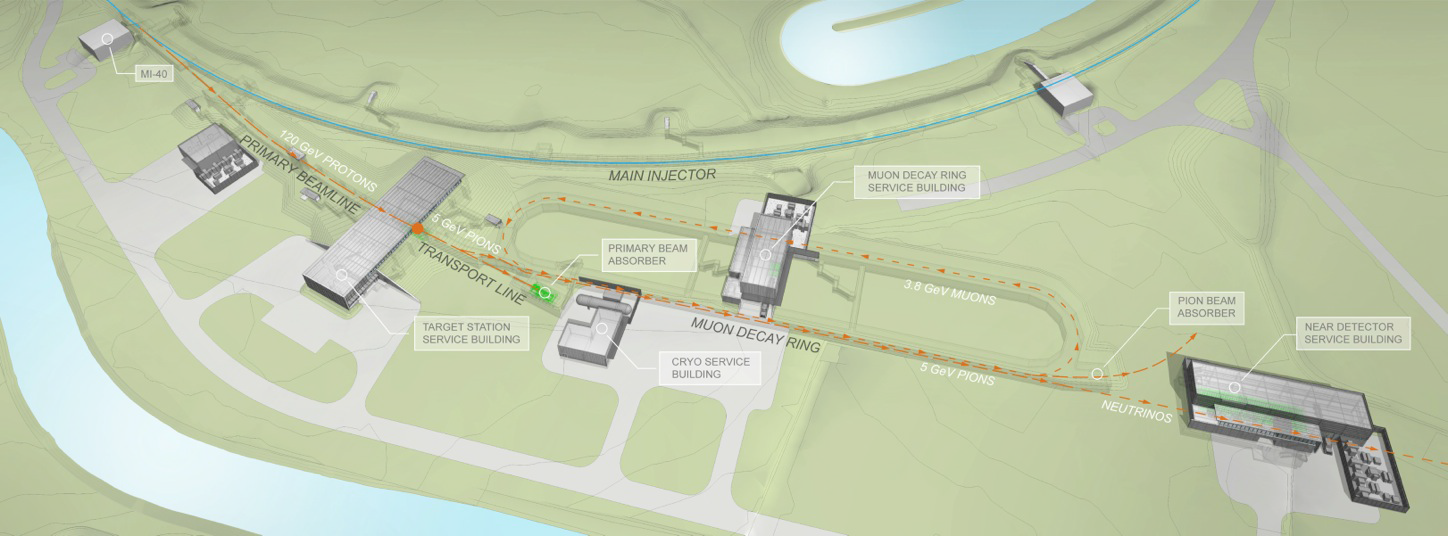 MI-40
120 GeV PROTONS
PRIMARY BEAMLINE
MAIN INJECTOR
MUON DECAY RING
SERVICE BUILDING
5 GeV PIONS
TRANSPORT LINE
PRIMARY BEAM
ABSORBER
3.8 GeV MUONS
PION BEAM
ABSORBER
TARGET STATION
SERVICE BUILDING
MUON DECAY RING
NEAR DETECTOR
SERVICE BUILDING
CRYO SERVICE
BUILDING
5 GeV PIONS
NEUTRINOS